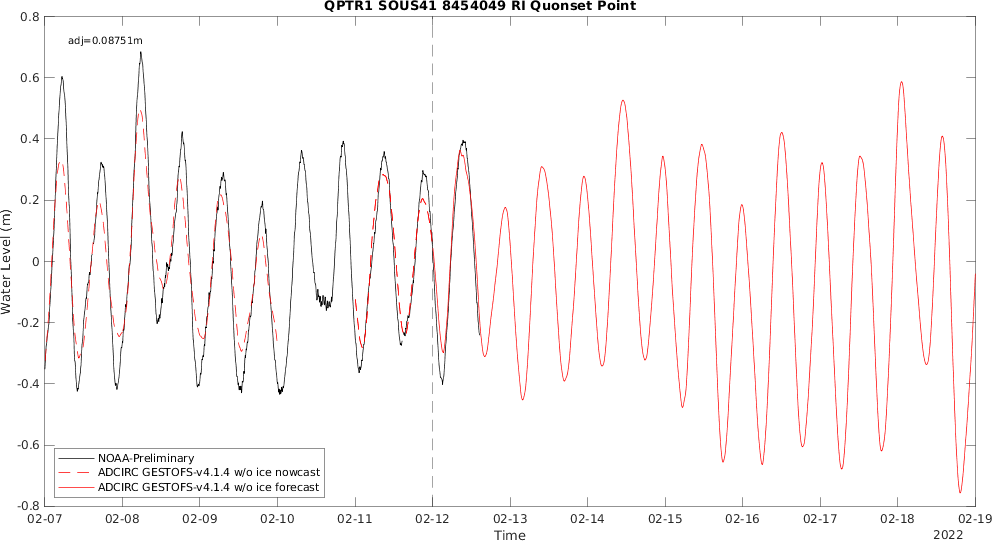 QPTR1 SOUS41 8454049 RI Quonset Point
adj=0.08751m
0.8
0.6
0.4
0.2
0
-0.2
-0.4
-0.6
-0.8
Water Level (m)
NOAA-Preliminary
ADCIRC GESTOFS-v4.1.4 w/o ice nowcast
ADCIRC GESTOFS-v4.1.4 w/o ice forecast
02-07 02-08 02-09 02-10 02-11 02-12 02-13 02-14 02-15 02-16 02-17 02-18 02-19
Time
2022